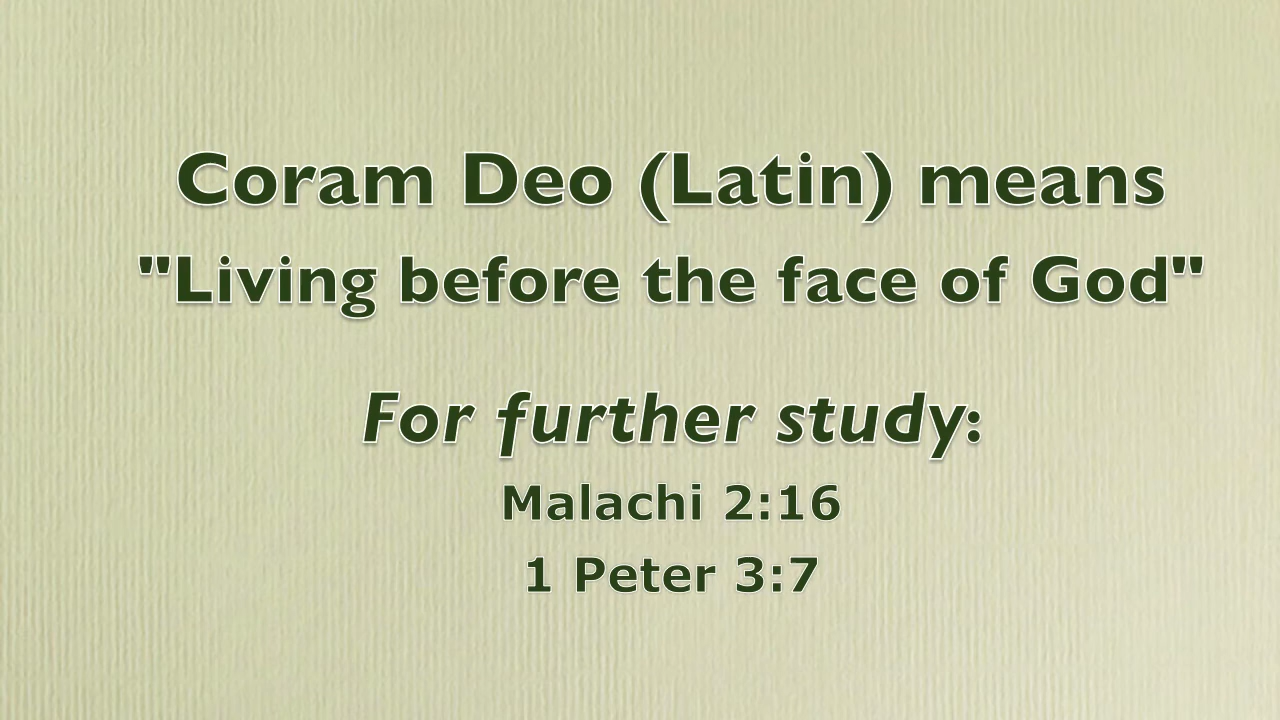 Coram Deo (Latin) means
"Living before the face of God"
For further study:
Malachi 2:16
1 Peter 3:7